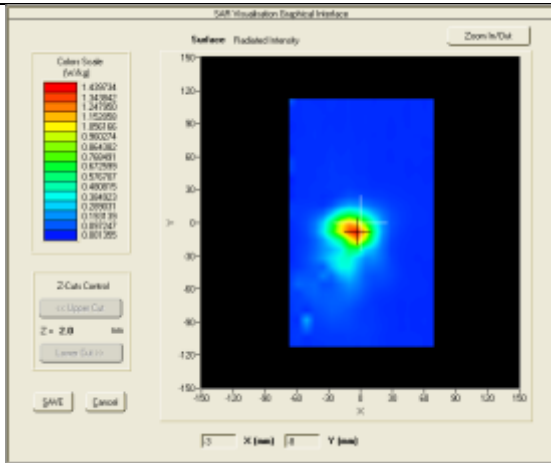 SAR Visualisation Graphical Interface
Surface Radiated Intensity
Zoom In/Out
Colors Scale
(W/kg)
1.439734
1.343842
1.247950
1.152058
1.056166
0.960274
0.864382
0.768491
0.672599
0.576707
0.480815
0.384923
0.289031
0.193139
0.097247
0.001355
150
120
90
60
30
0
-30
-60
-90
-120
-150
Y
-150 -120 -90 -60 -30 0 30 60 90 120 150
X
Z-Cuts Control
<< Upper Cut
Z = 2.0 mm
Lower Cut >>
SAVE
Cancel
-3 X (mm) -8 Y (mm)